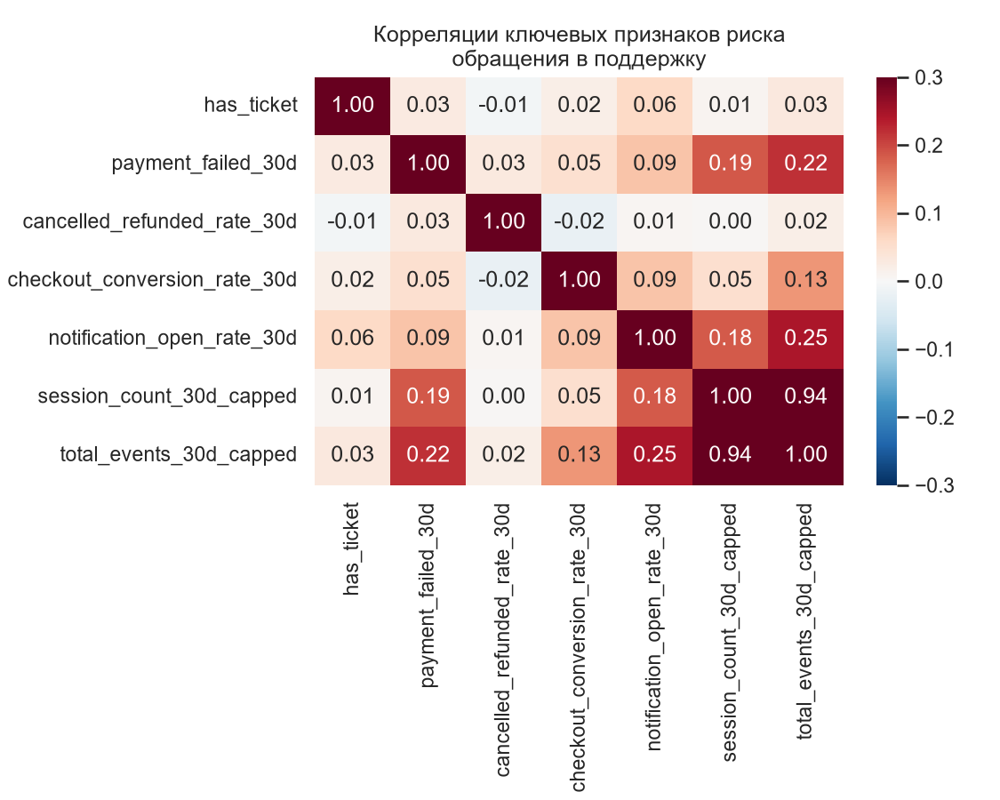 Корреляции ключевых признаков риска
обращения в поддержку
has_ticket 1.00 0.03 -0.01 0.02 0.06 0.01 0.03
payment_failed_30d 0.03 1.00 0.03 0.05 0.09 0.19 0.22
cancelled_refunded_rate_30d -0.01 0.03 1.00 -0.02 0.01 0.00 0.02
checkout_conversion_rate_30d 0.02 0.05 -0.02 1.00 0.09 0.05 0.13
notification_open_rate_30d 0.06 0.09 0.01 0.09 1.00 0.18 0.25
session_count_30d_capped 0.01 0.19 0.00 0.05 0.18 1.00 0.94
total_events_30d_capped 0.03 0.22 0.02 0.13 0.25 0.94 1.00
has_ticket
payment_failed_30d
cancelled_refunded_rate_30d
checkout_conversion_rate_30d
notification_open_rate_30d
session_count_30d_capped
total_events_30d_capped
0.3
0.2
0.1
0.0
−0.1
−0.2
−0.3